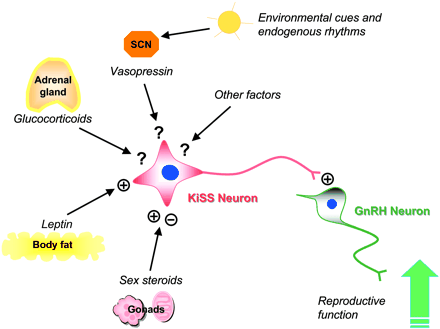 Environmental cues and
endogenous rhythms
SCN
Vasopressin
Adrenal
gland
Glucocorticoids
Other factors
?
?
?
+
KiSS Neuron
+
GnRH Neuron
Leptin
Body fat
+ −
Sex steroids
Gonads
Reproductive
function